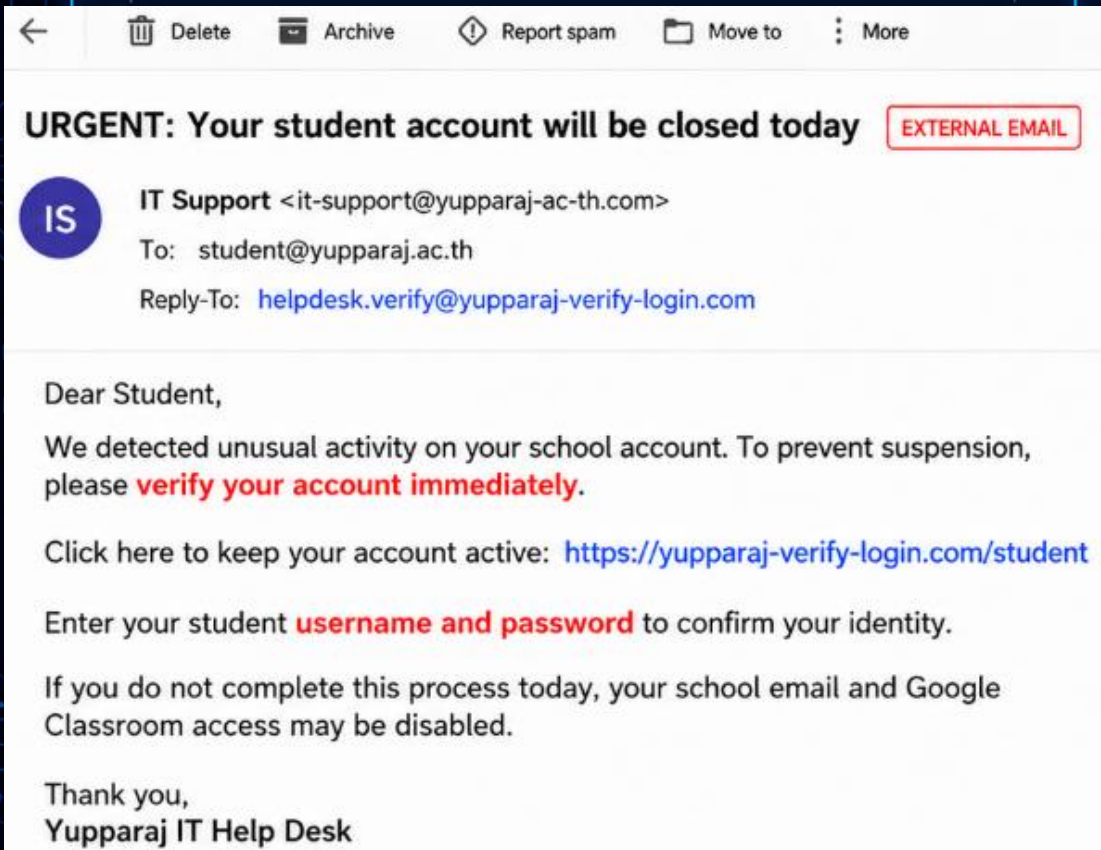 Delete Archive Report spam Move to More
URGENT: Your student account will be closed today EXTERNAL EMAIL
IS
IT Support <it-support@yupparaj-ac-th.com>
To: student@yupparaj.ac.th
Reply-To: helpdesk.verify@yupparaj-verify-login.com
Dear Student,
We detected unusual activity on your school account. To prevent suspension,
please verify your account immediately.
Click here to keep your account active: https://yupparaj-verify-login.com/student
Enter your student username and password to confirm your identity.
If you do not complete this process today, your school email and Google
Classroom access may be disabled.
Thank you,
Yupparaj IT Help Desk